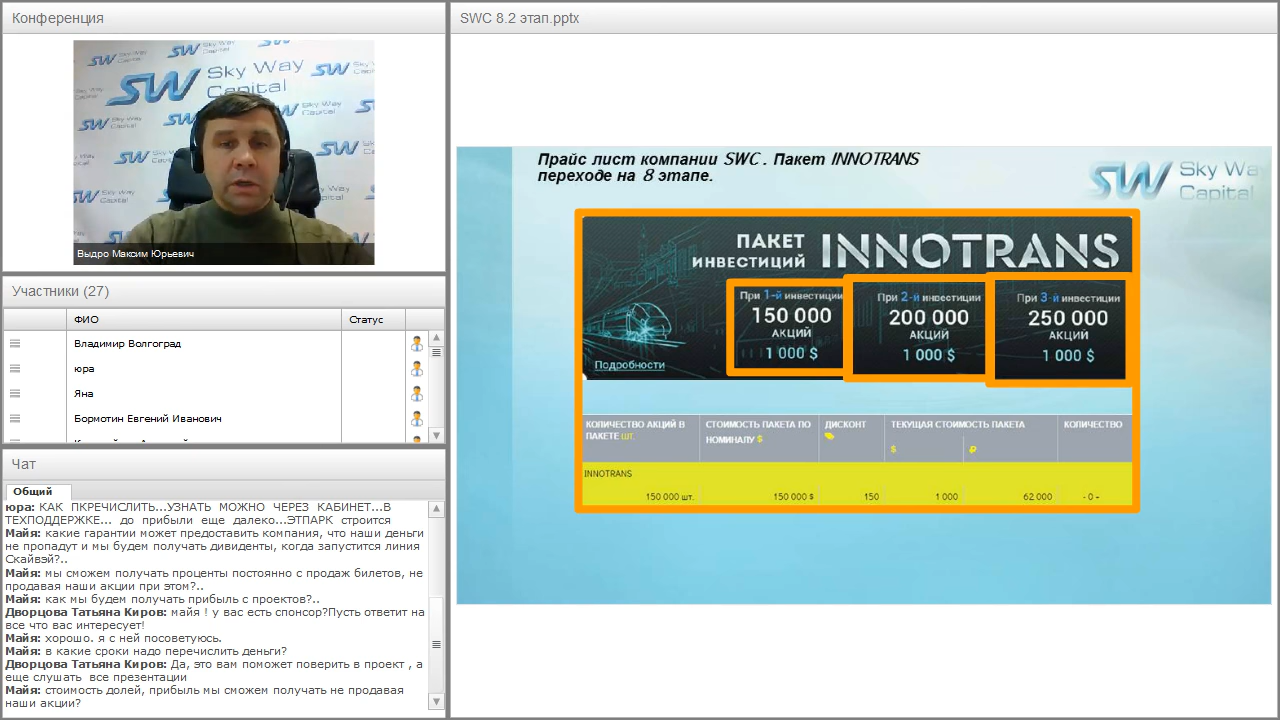 Конференция
SW Sky Way
Capital
Выдро Максим Юрьевич
Участники (27)
ФИО
Статус
Владимир Волгоград
юра
Яна
Бормотин Евгений Иванович
Чат
Общий
юра: КАК ПКРЕЧИСЛИТЬ...УЗНАТЬ МОЖНО ЧЕРЕЗ КАБИНЕТ...В
ТЕХПОДДЕРЖКЕ... до прибыли еще далеко...ЭТПАРК строится
Майя: какие гарантии может предоставить компания, что наши деньги
не пропадут и мы будем получать дивиденты, когда запустится линия
Скайвэй?..
Майя: мы сможем получать проценты постоянно с продаж билетов, не
продавая наши акции при этом?..
Майя: как мы будем получать прибыль с проектов?..
Дворцова Татьяна Киров: майя ! у вас есть спонсор?Пусть ответит на
все что вас интересует!
Майя: хорошо. я с ней посоветуюсь.
Майя: в какие сроки надо перечислить деньги?
Дворцова Татьяна Киров: Да, это вам поможет поверить в проект , а
еще слушать все презентации
Майя: стоимость долей, прибыль мы сможем получать не продавая
наши акции?
SWC 8.2 этап.pptx
Прайс лист компании SWC . Пакет INNOTRANS
переходе на 8 этапе.
SW Sky Wa
Capital
ПАКЕТ
ИНВЕСТИЦИЙ
INNOTRANS
При 1-й инвестиции
150 000
АКЦИЙ
1 000 $
При 2-й инвестиции
200 000
АКЦИЙ
1 000 $
При 3-й инвестиции
250 000
АКЦИЙ
1 000 $
Подробности
КОЛИЧЕСТВО АКЦИЙ В
ПАКЕТЕ ШТ.
СТОИМОСТЬ ПАКЕТА ПО
НОМИНАЛУ $
ДИСКОНТ
ТЕКУЩАЯ СТОИМОСТЬ ПАКЕТА
$
₽
КОЛИЧЕСТВО
INNOTRANS
150 000 шт. 150 000 $ 150 1 000 62 000 - 0 -